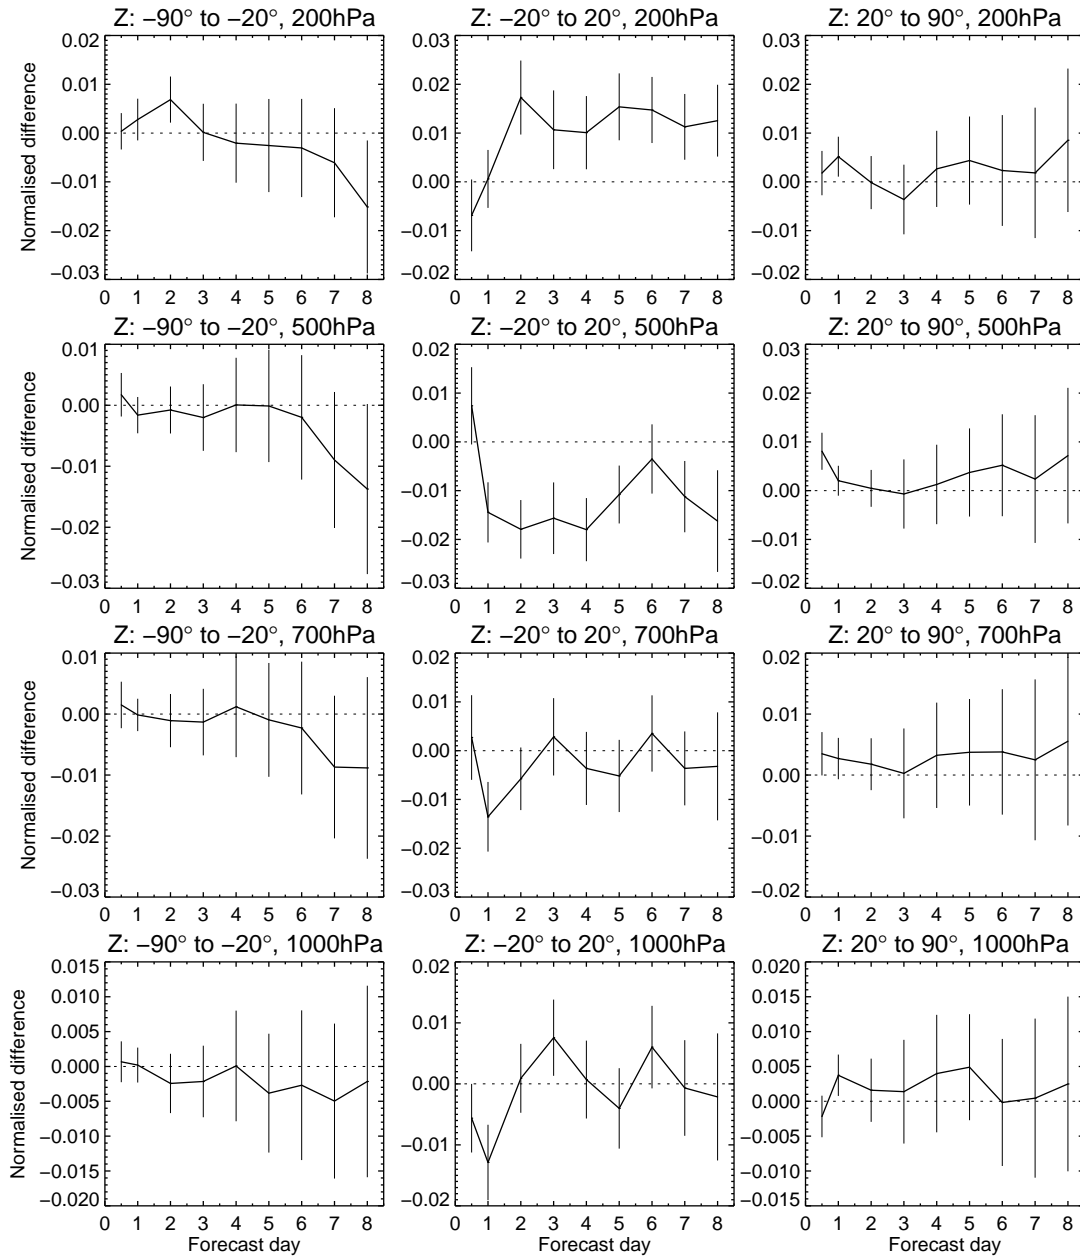 Z: −90° to −20°, 200hPa
Z: −20° to 20°, 200hPa
Z: 20° to 90°, 200hPa
Normalised difference
0.02
0.01
0.00
−0.01
−0.02
−0.03
0 1 2 3 4 5 6 7 8
0.03
0.02
0.01
0.00
−0.01
−0.02
0 1 2 3 4 5 6 7 8
0.03
0.02
0.01
0.00
−0.01
−0.02
0 1 2 3 4 5 6 7 8
Z: −90° to −20°, 500hPa
Z: −20° to 20°, 500hPa
Z: 20° to 90°, 500hPa
Normalised difference
0.01
0.00
−0.01
−0.02
−0.03
0 1 2 3 4 5 6 7 8
0.02
0.01
0.00
−0.01
−0.02
−0.03
0 1 2 3 4 5 6 7 8
0.03
0.02
0.01
0.00
−0.01
−0.02
0 1 2 3 4 5 6 7 8
Z: −90° to −20°, 700hPa
Z: −20° to 20°, 700hPa
Z: 20° to 90°, 700hPa
Normalised difference
0.01
0.00
−0.01
−0.02
−0.03
0 1 2 3 4 5 6 7 8
0.02
0.01
0.00
−0.01
−0.02
−0.03
0 1 2 3 4 5 6 7 8
0.02
0.01
0.00
−0.01
−0.02
0 1 2 3 4 5 6 7 8
Z: −90° to −20°, 1000hPa
Z: −20° to 20°, 1000hPa
Z: 20° to 90°, 1000hPa
Normalised difference
0.015
0.010
0.005
0.000
−0.005
−0.010
−0.015
−0.020
0 1 2 3 4 5 6 7 8
Forecast day
0.02
0.01
0.00
−0.01
−0.02
0 1 2 3 4 5 6 7 8
Forecast day
0.020
0.015
0.010
0.005
0.000
−0.005
−0.010
−0.015
0 1 2 3 4 5 6 7 8
Forecast day